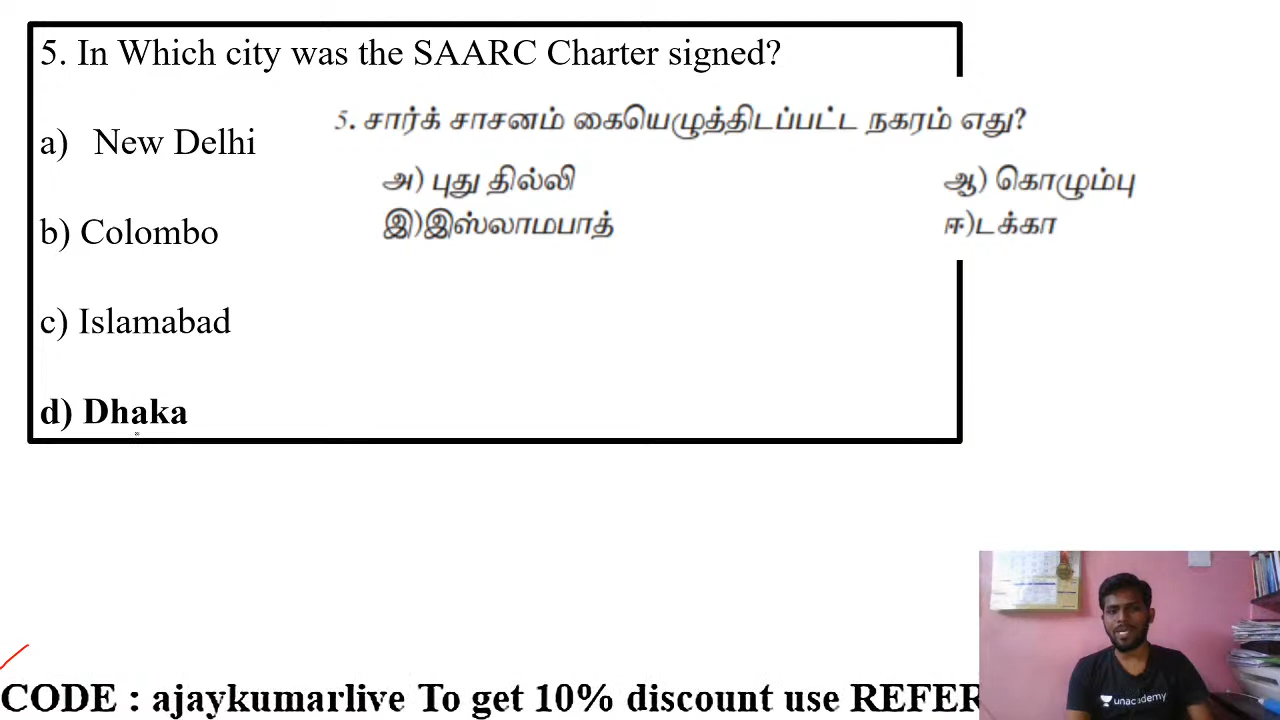 5. In Which city was the SAARC Charter signed?
5. சார்க் சாசனம் கையெழுத்திடப்பட்ட நகரம் எது?
a) New Delhi
அ) புது தில்லி ஆ) கொழும்பு
b) Colombo
இ)இஸ்லாமபாத் ஈ)டக்கா
c) Islamabad
d) Dhaka
unacademy
CODE : ajaykumarlive To get 10% discount use REFER